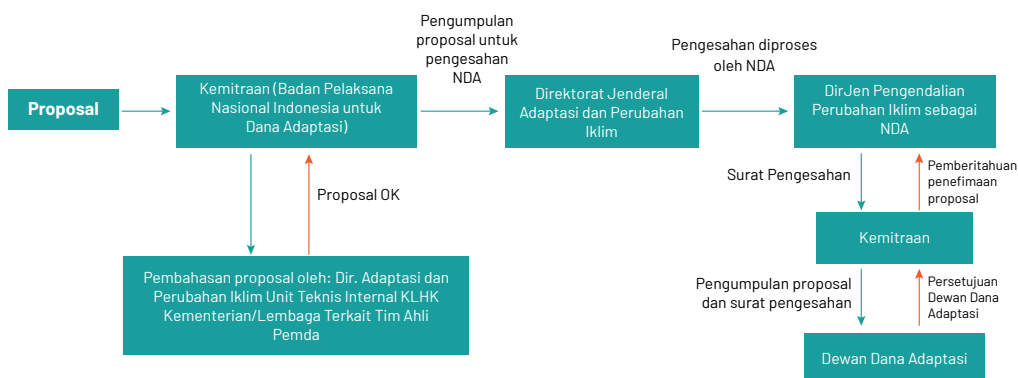 Pengumpulan
proposal untuk
pengesahan
NDA
Pengesahan diproses
oleh NDA
Proposal
Kemitraan (Badan Pelaksana
Nasional Indonesia untuk
Dana Adaptasi)
Direktorat Jenderal
Adaptasi dan Perubahan
Iklim
DirJen Pengendalian
Perubahan Iklim sebagai
NDA
Proposal OK
Surat Pengesahan
Pemberitahuan
penefimaan
proposal
Kemitraan
Pembahasan proposal oleh: Dir. Adaptasi dan
Perubahan Iklim Unit Teknis Internal KLHK
Kementerian/Lembaga Terkait Tim Ahli
Pemda
Pengumpulan proposal
dan surat pengesahan
Persetujuan
Dewan Dana
Adaptasi
Dewan Dana Adaptasi